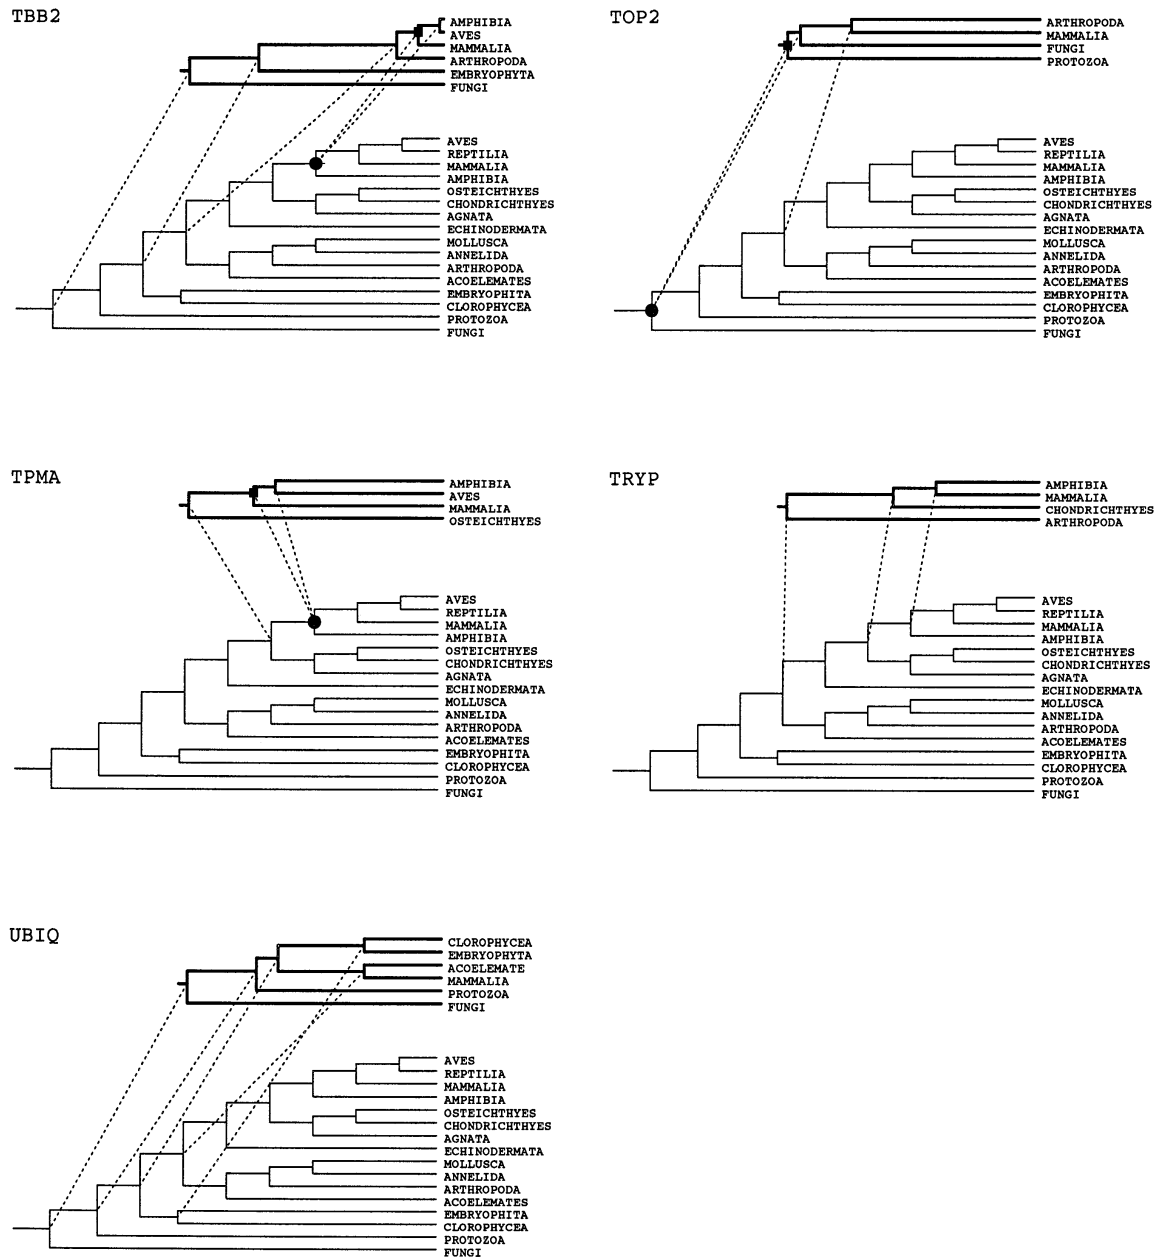 TBB2
AMPHIBIA
AVES
MAMMALIA
ARTHROPODA
EMBRYOPHYTA
FUNGI
AVES
REPTILIA
MAMMALIA
AMPHIBIA
OSTEICHTHYES
CHONDRICHTHYES
AGNATA
ECHINODERMATA
MOLLUSCA
ANNELIDA
ARTHROPODA
ACOELEMATES
EMBRYOPHITA
CLOROPHYCEA
PROTOZOA
FUNGI
TOP2
ARTHROPODA
MAMMALIA
FUNGI
PROTOZOA
AVES
REPTILIA
MAMMALIA
AMPHIBIA
OSTEICHTHYES
CHONDRICHTHYES
AGNATA
ECHINODERMATA
MOLLUSCA
ANNELIDA
ARTHROPODA
ACOELEMATES
EMBRYOPHITA
CLOROPHYCEA
PROTOZOA
FUNGI
TPMA
AMPHIBIA
AVES
MAMMALIA
OSTEICHTHYES
AVES
REPTILIA
MAMMALIA
AMPHIBIA
OSTEICHTHYES
CHONDRICHTHYES
AGNATA
ECHINODERMATA
MOLLUSCA
ANNELIDA
ARTHROPODA
ACOELEMATES
EMBRYOPHITA
CLOROPHYCEA
PROTOZOA
FUNGI
TRYP
AMPHIBIA
MAMMALIA
CHONDRICHTHYES
ARTHROPODA
AVES
REPTILIA
MAMMALIA
AMPHIBIA
OSTEICHTHYES
CHONDRICHTHYES
AGNATA
ECHINODERMATA
MOLLUSCA
ANNELIDA
ARTHROPODA
ACOELEMATES
EMBRYOPHITA
CLOROPHYCEA
PROTOZOA
FUNGI
UBIQ
CLOROPHYCEA
EMBRYOPHYTA
ACOELEMATE
MAMMALIA
PROTOZOA
FUNGI
AVES
REPTILIA
MAMMALIA
AMPHIBIA
OSTEICHTHYES
CHONDRICHTHYES
AGNATA
ECHINODERMATA
MOLLUSCA
ANNELIDA
ARTHROPODA
ACOELEMATES
EMBRYOPHITA
CLOROPHYCEA
PROTOZOA
FUNGI